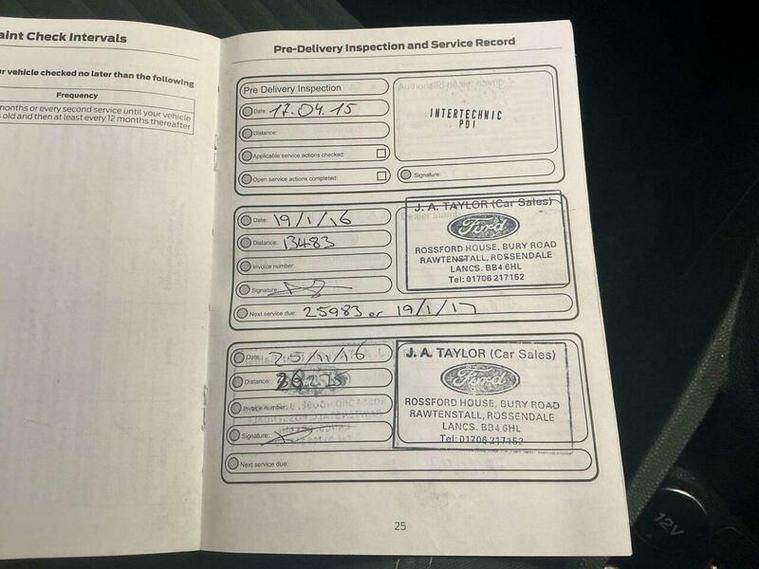 aint Check Intervals
r vehicle checked no later than the following
Frequency
nonths or every second service until your vehicle
old and then at least every 12 months thereafter
Pre-Delivery Inspection and Service Record
Pre Delivery Inspection
Date: 17.04.15
Distance:
Applicable service actions checked:
Open service actions completed:
INTERTECHNIC
PDI
Signature
Date: 19/1/16
Distance: 13483
Invoice number:
Signature:
Next service due: 25983 or 19/1/17
J. A. TAYLOR (Car Sales)
Ford
ROSSFORD HOUSE, BURY ROAD
RAWTENSTALL, ROSSENDALE
LANCS. BB4 6HL
Tel: 01706 217152
Date: 25/11/16
Distance:
Invoice number:
Signature:
Next service due:
J. A. TAYLOR (Car Sales)
Ford
ROSSFORD HOUSE, BURY ROAD
RAWTENSTALL, ROSSENDALE
LANCS. BB4 6HL
Tel: 01706 217152
25
12V